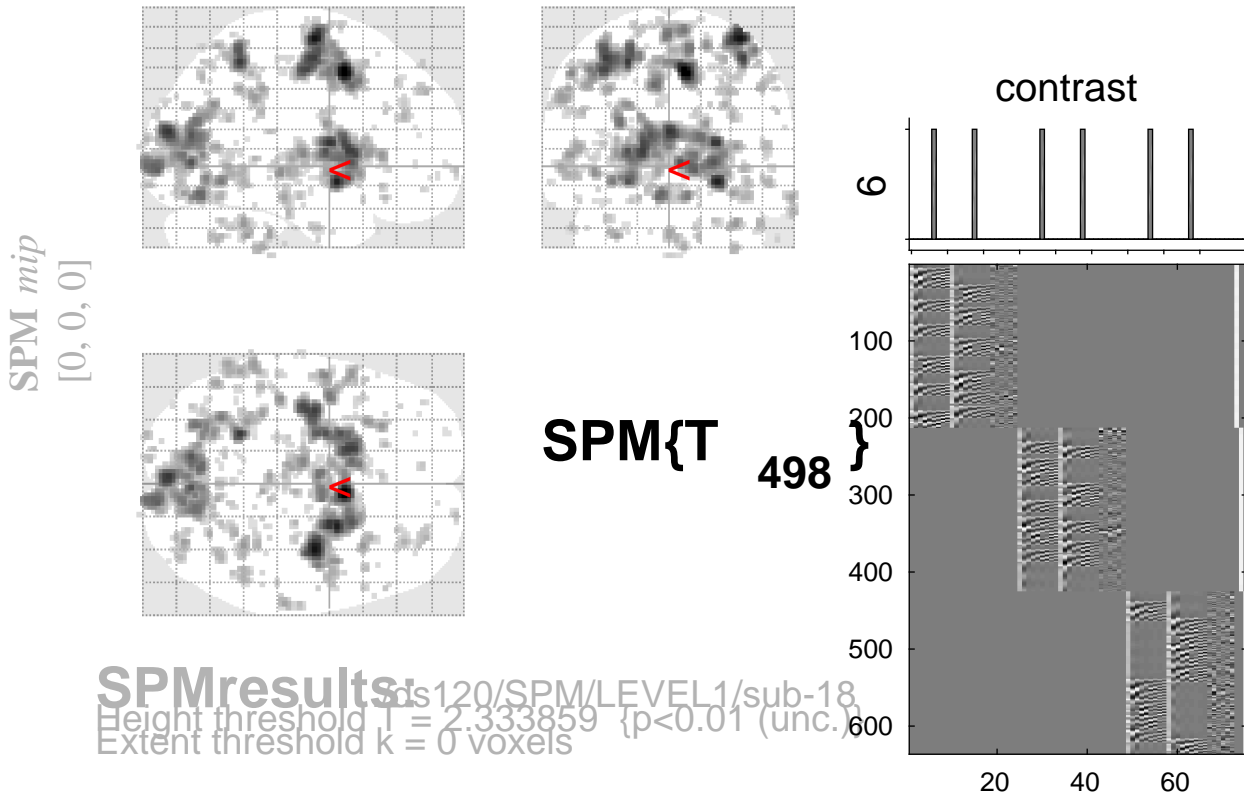 SPM mip
[0, 0, 0]
<
<
<
SPM{T498}
contrast
6
100
200
300
400
500
600
20
40
60
SPMresults: /ds120/SPM/LEVEL1/sub-18
Height threshold T = 2.333859 {p<0.01 (unc.)}
Extent threshold k = 0 voxels